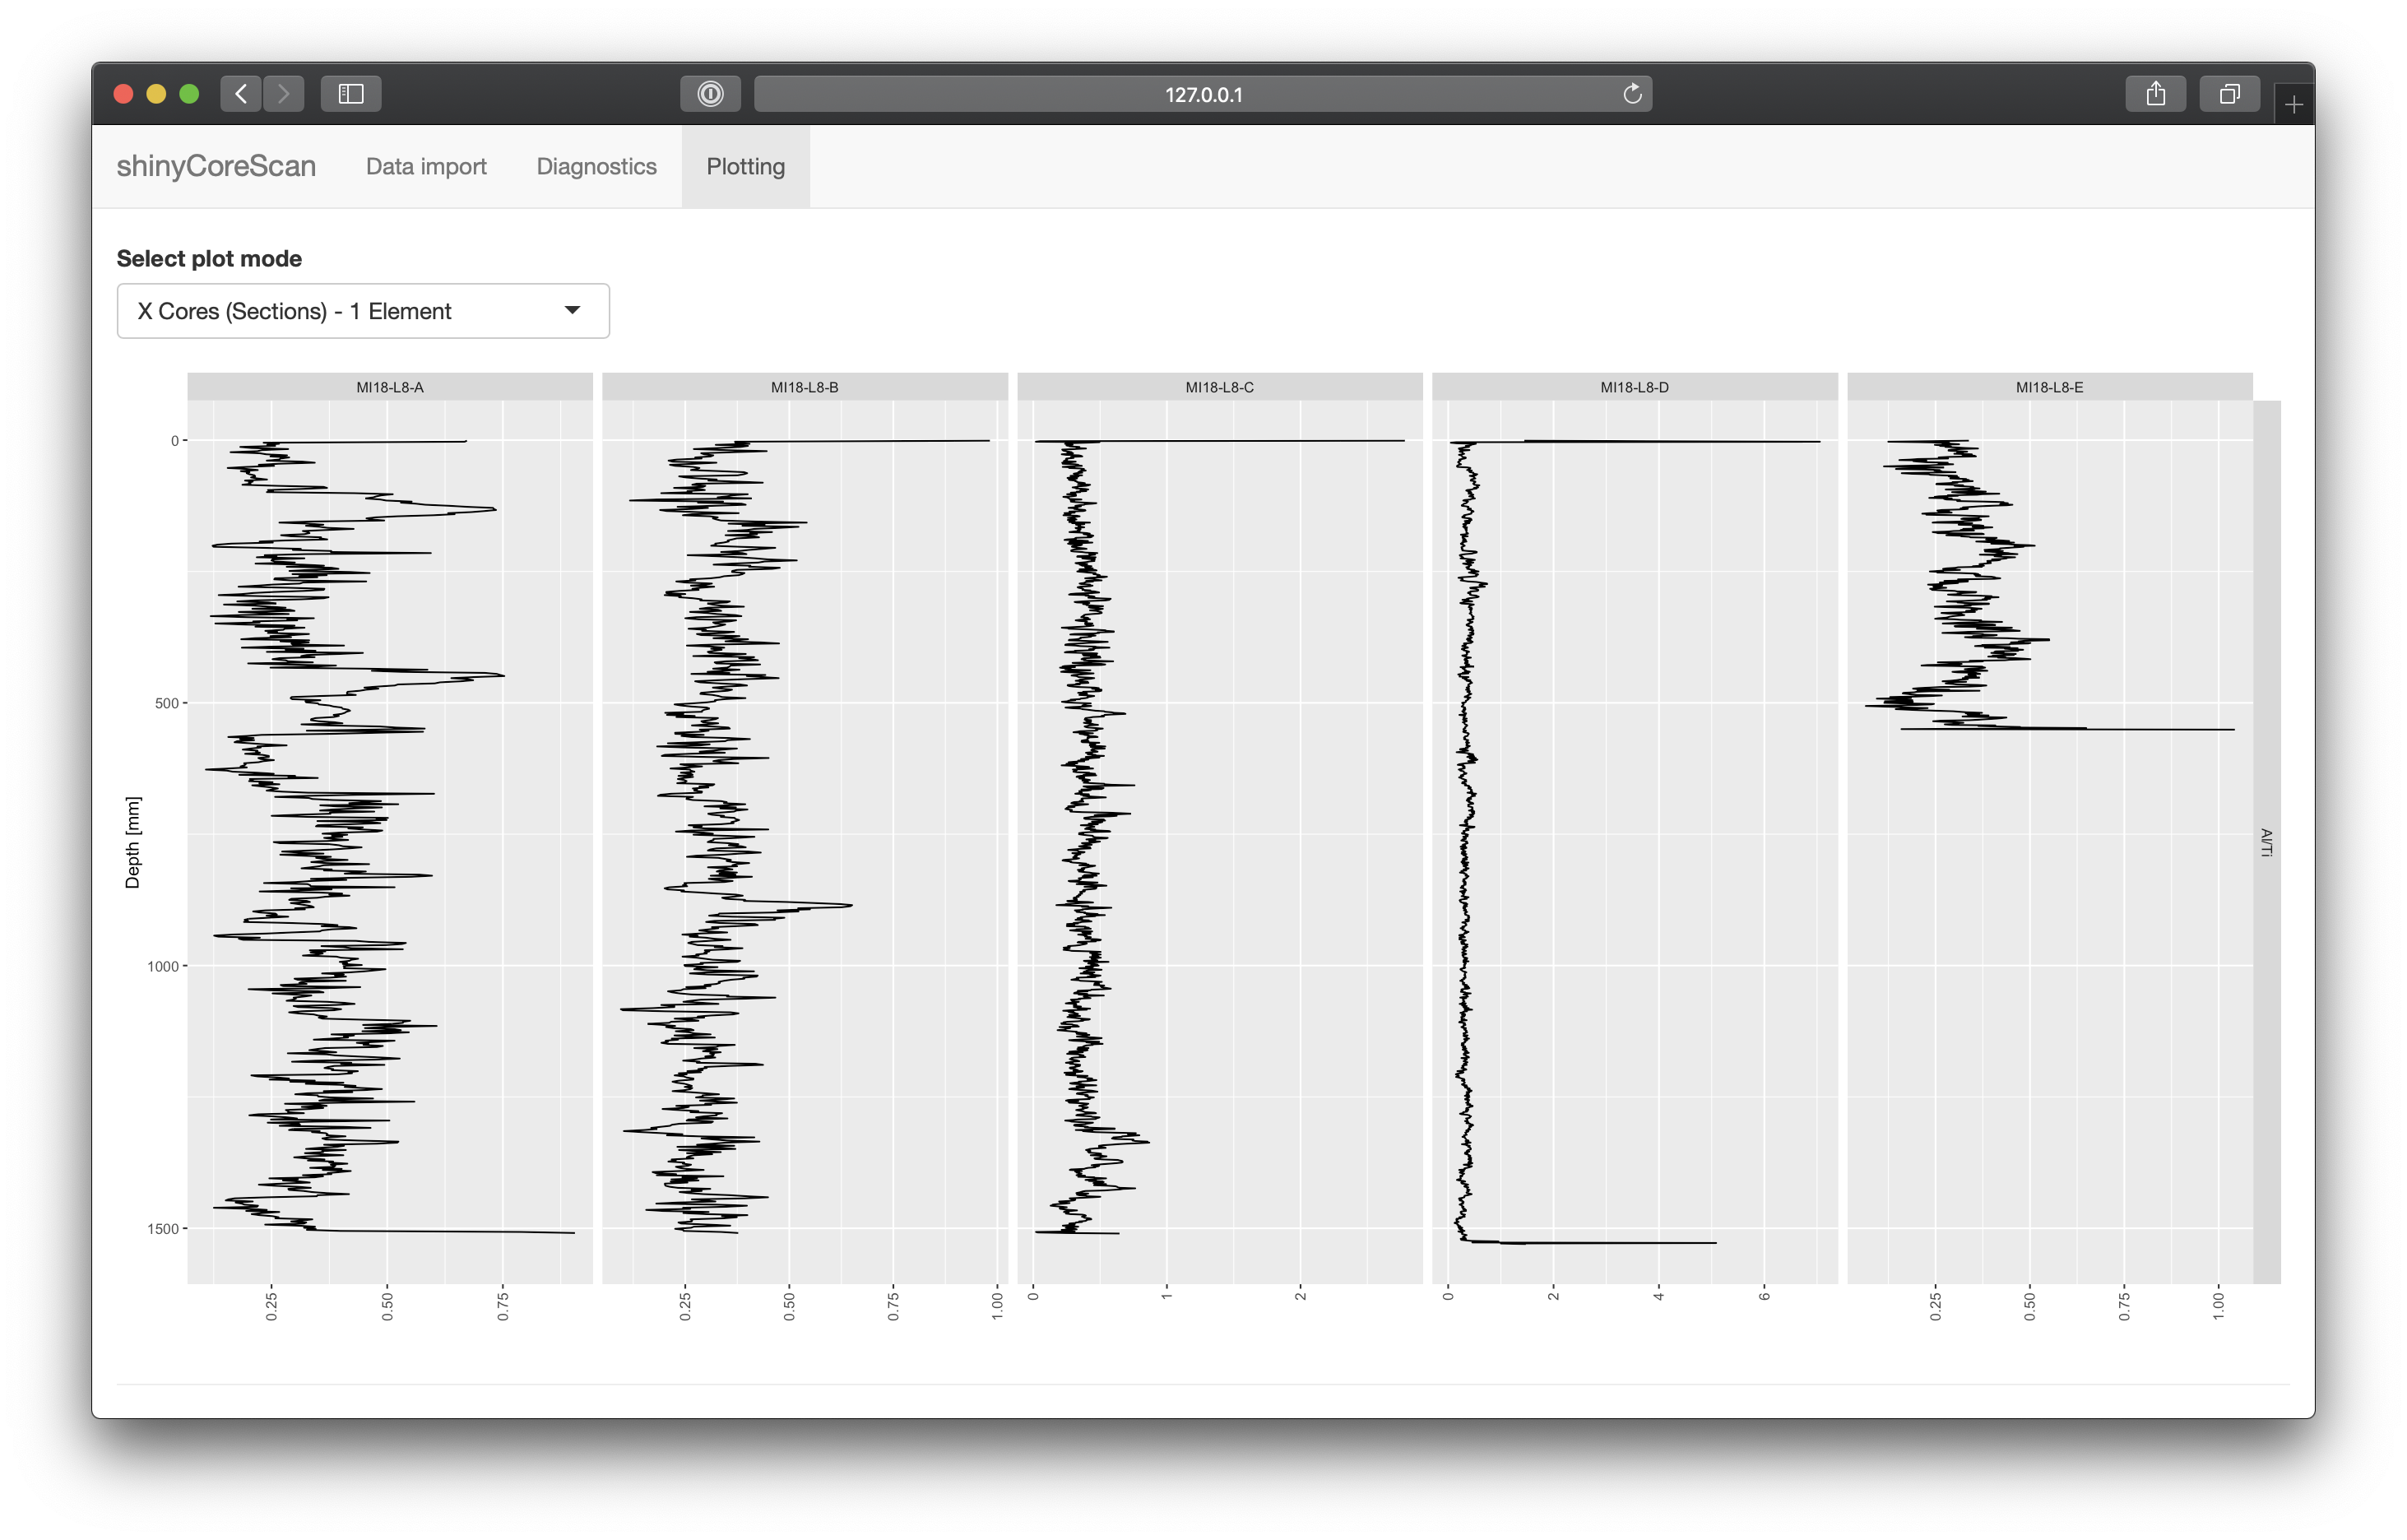 127.0.0.1
shinyCoreScan Data import Diagnostics Plotting
Select plot mode
X Cores (Sections) - 1 Element
MI18-L8-A MI18-L8-B MI18-L8-C MI18-L8-D MI18-L8-E
0
500
1000
1500
Depth [mm]
Al/Ti
0.25 0.50 0.75 0.25 0.50 0.75 1.00 0 1 2 0 2 4 6 0.25 0.50 0.75 1.00